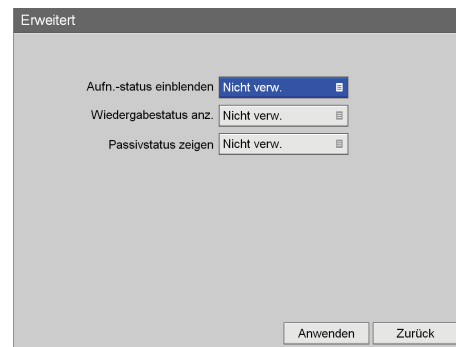 Erweitert
Aufn.-status einblenden Nicht verw.
Wiedergabestatus anz. Nicht verw.
Passivstatus zeigen Nicht verw.
Anwenden Zurück